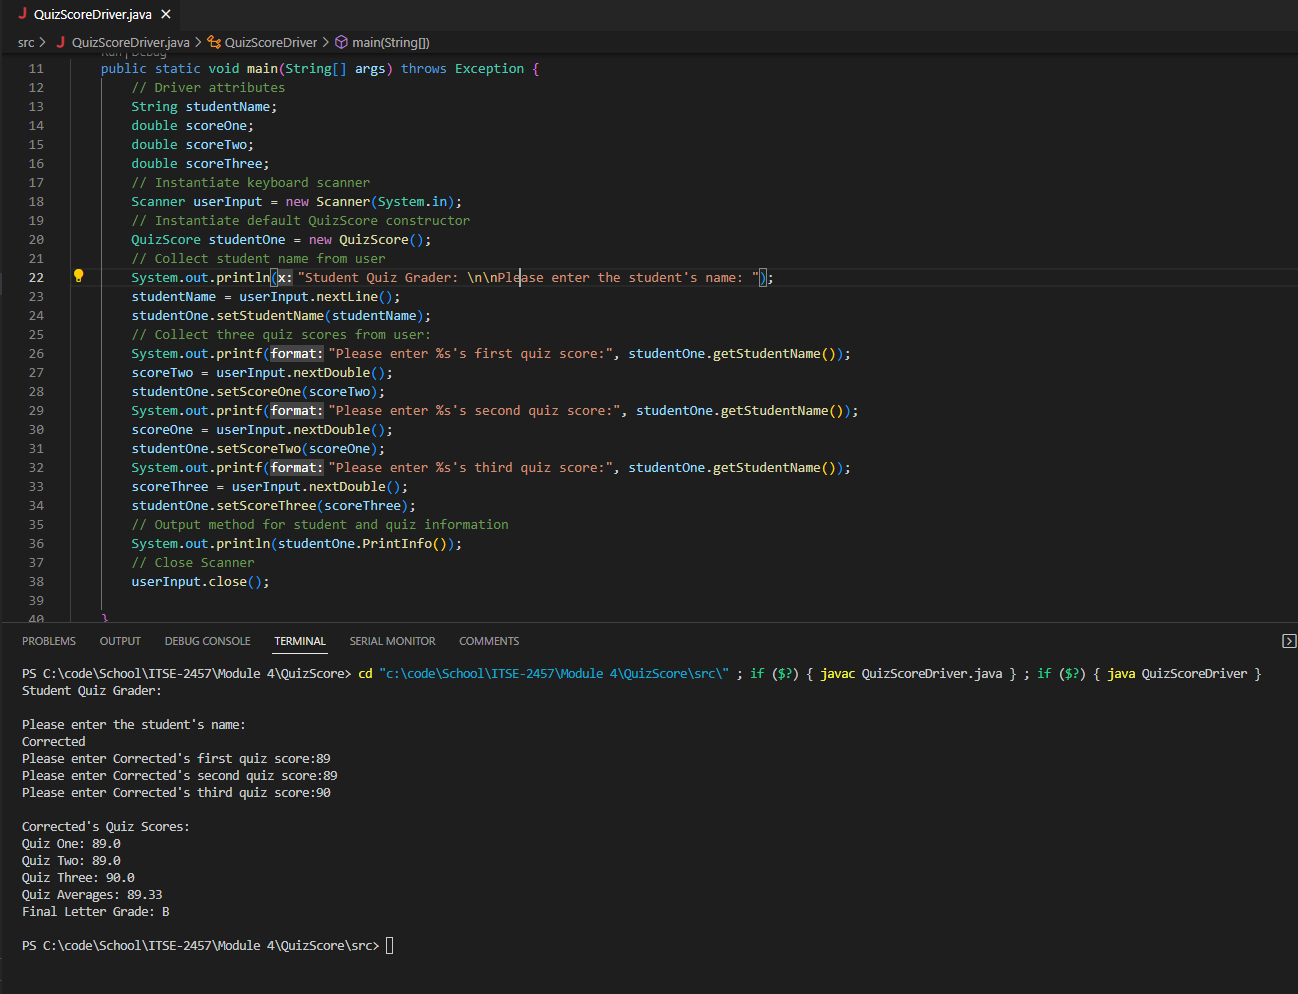 J QuizScoreDriver.java ×
src > J QuizScoreDriver.java > QuizScoreDriver > main(String[])
Run | Debug
11 public static void main(String[] args) throws Exception {
12 // Driver attributes
13 String studentName;
14 double scoreOne;
15 double scoreTwo;
16 double scoreThree;
17 // Instantiate keyboard scanner
18 Scanner userInput = new Scanner(System.in);
19 // Instantiate default QuizScore constructor
20 QuizScore studentOne = new QuizScore();
21 // Collect student name from user
22 System.out.println(x: "Student Quiz Grader: \n\nPlease enter the student's name: ");
23 studentName = userInput.nextLine();
24 studentOne.setStudentName(studentName);
25 // Collect three quiz scores from user:
26 System.out.printf(format: "Please enter %s's first quiz score:", studentOne.getStudentName());
27 scoreTwo = userInput.nextDouble();
28 studentOne.setScoreOne(scoreTwo);
29 System.out.printf(format: "Please enter %s's second quiz score:", studentOne.getStudentName());
30 scoreOne = userInput.nextDouble();
31 studentOne.setScoreTwo(scoreOne);
32 System.out.printf(format: "Please enter %s's third quiz score:", studentOne.getStudentName());
33 scoreThree = userInput.nextDouble();
34 studentOne.setScoreThree(scoreThree);
35 // Output method for student and quiz information
36 System.out.println(studentOne.PrintInfo());
37 // Close Scanner
38 userInput.close();
39
40 }
PROBLEMS OUTPUT DEBUG CONSOLE TERMINAL SERIAL MONITOR COMMENTS
PS C:\code\School\ITSE-2457\Module 4\QuizScore> cd "c:\code\School\ITSE-2457\Module 4\QuizScore\src\" ; if ($?) { javac QuizScoreDriver.java } ; if ($?) { java QuizScoreDriver }
Student Quiz Grader:
Please enter the student's name:
Corrected
Please enter Corrected's first quiz score:89
Please enter Corrected's second quiz score:89
Please enter Corrected's third quiz score:90
Corrected's Quiz Scores:
Quiz One: 89.0
Quiz Two: 89.0
Quiz Three: 90.0
Quiz Averages: 89.33
Final Letter Grade: B
PS C:\code\School\ITSE-2457\Module 4\QuizScore\src>